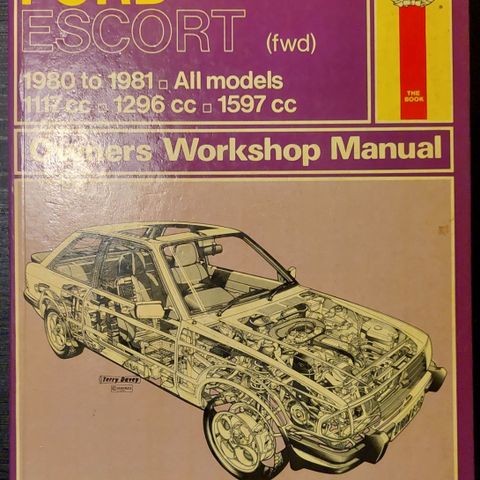 FORD
ESCORT (fwd)
1980 to 1981 All models
1117 cc 1296 cc 1597 cc
THE
BOOK
Owners Workshop Manual
Terry Davey